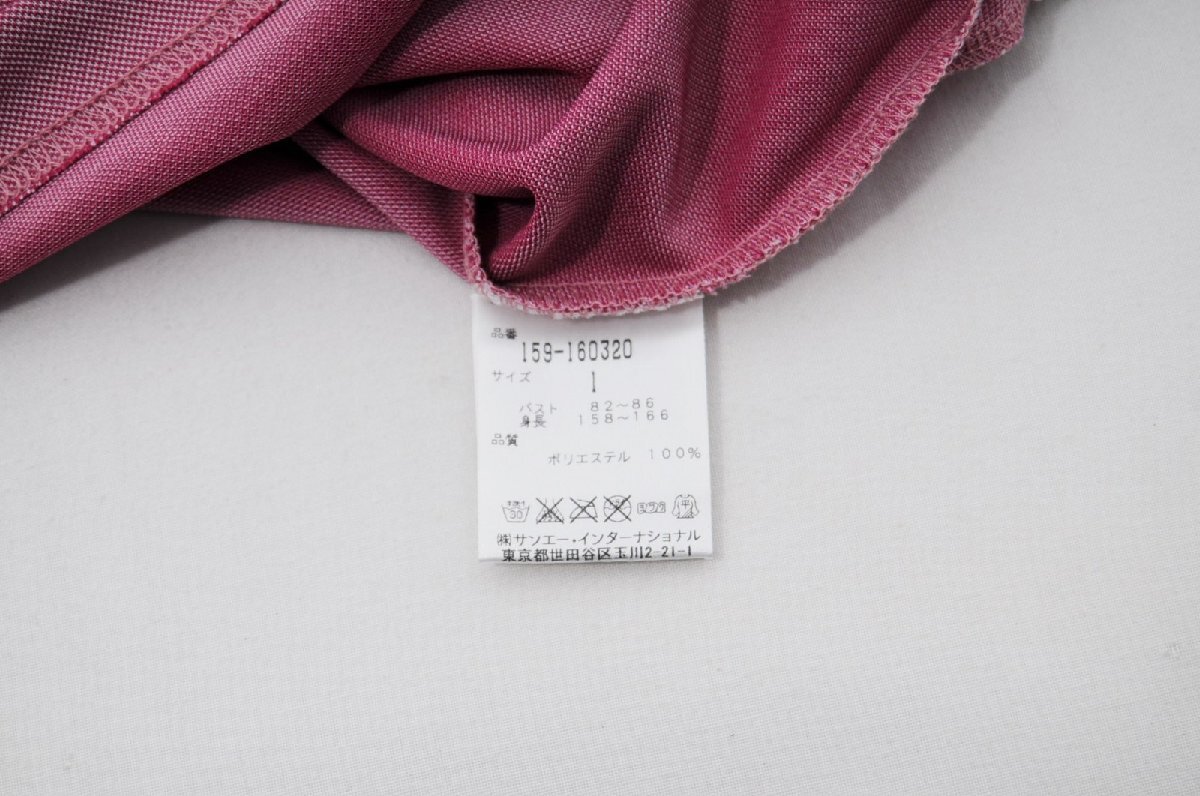 品番
159-160320
サイズ 1
バスト 82~86
身長 158~166
品質
ポリエステル 100%
㈱サンエー・インターナショナル
東京都世田谷区玉川2-21-1